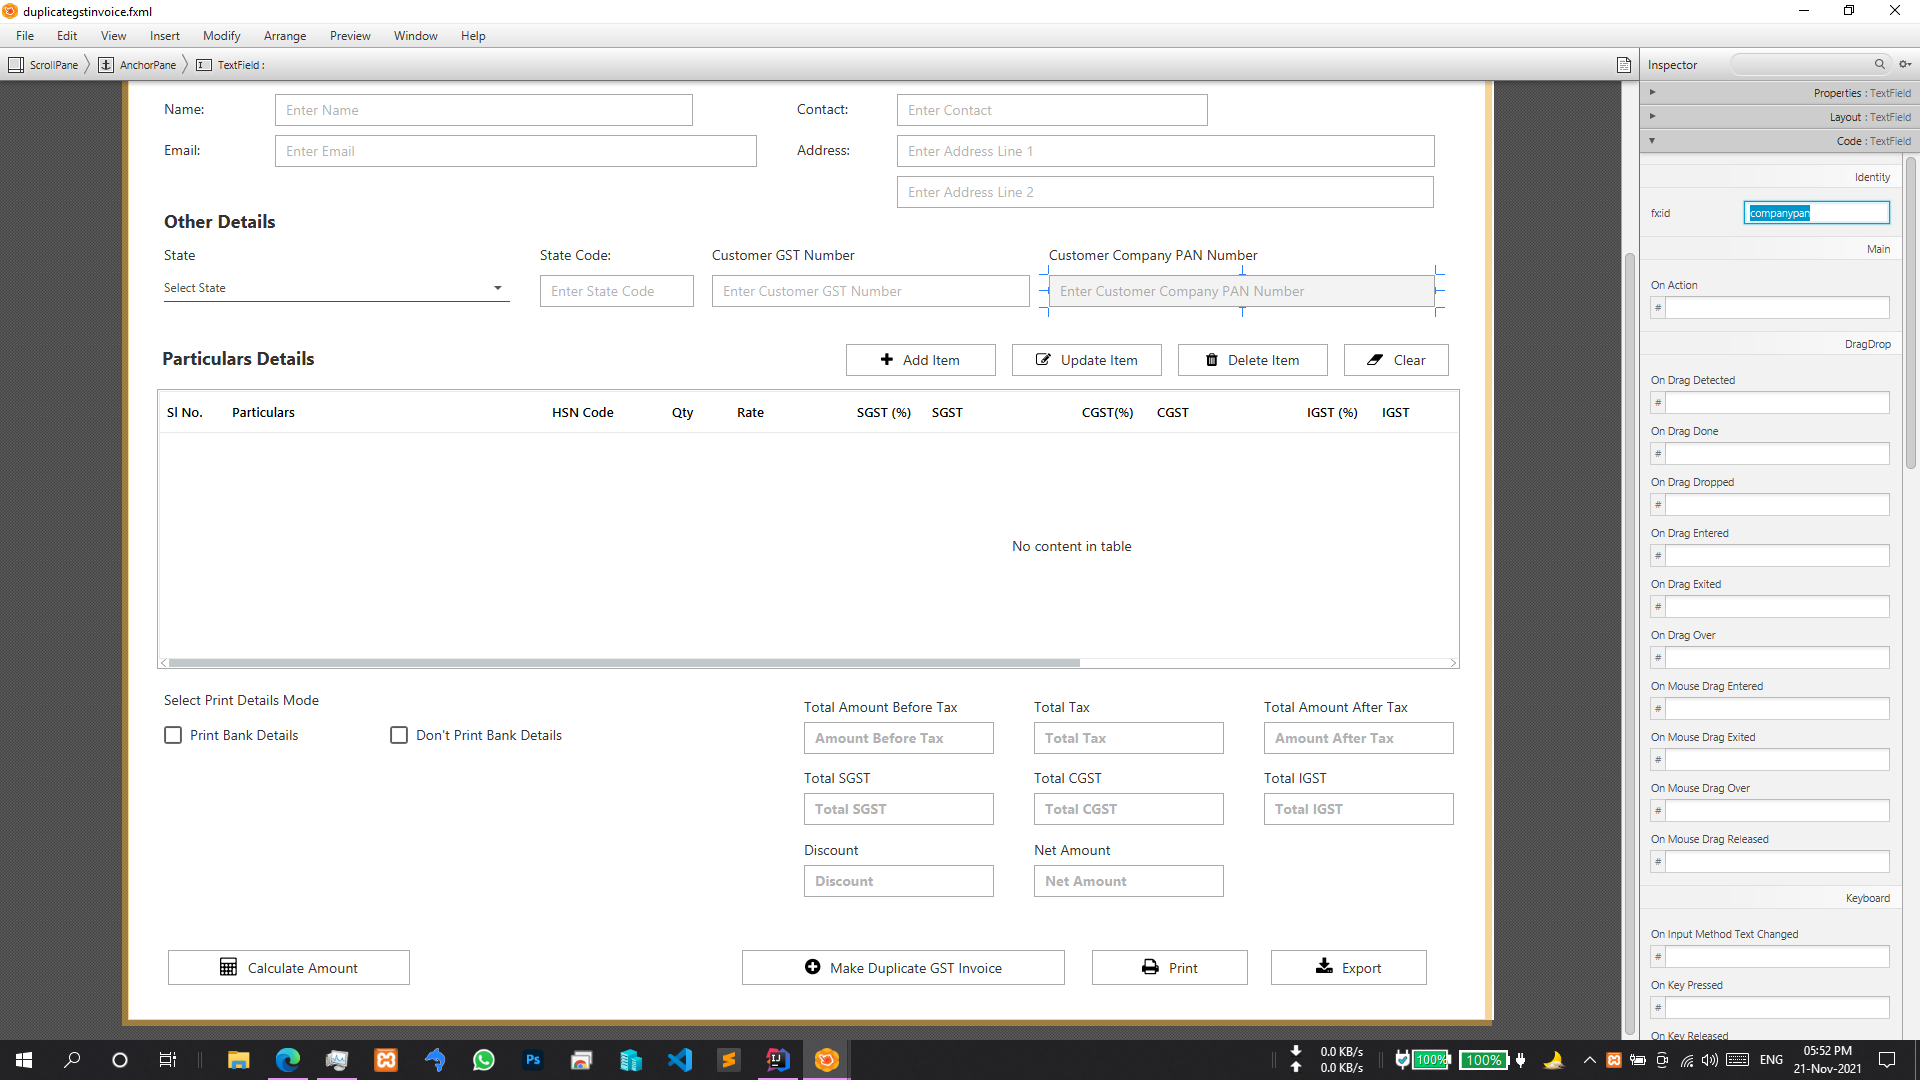 duplicategstinvoice.fxml
File Edit View Insert Modify Arrange Preview Window Help
ScrollPane AnchorPane TextField :
Inspector
Properties : TextField
Layout : TextField
Code : TextField
Name: Enter Name Contact: Enter Contact
Email: Enter Email Address: Enter Address Line 1
Enter Address Line 2
Other Details
State State Code: Customer GST Number Customer Company PAN Number
Select State Enter State Code Enter Customer GST Number Enter Customer Company PAN Number
Particulars Details Add Item Update Item Delete Item Clear
Sl No. Particulars HSN Code Qty Rate SGST (%) SGST CGST(%) CGST IGST (%) IGST
No content in table
Select Print Details Mode
Print Bank Details Don't Print Bank Details
Total Amount Before Tax Total Tax Total Amount After Tax
Amount Before Tax Total Tax Amount After Tax
Total SGST Total CGST Total IGST
Total SGST Total CGST Total IGST
Discount Net Amount
Discount Net Amount
Calculate Amount Make Duplicate GST Invoice Print Export
Identity
fx:id companypan
Main
On Action
#
DragDrop
On Drag Detected
#
On Drag Done
#
On Drag Dropped
#
On Drag Entered
#
On Drag Exited
#
On Drag Over
#
On Mouse Drag Entered
#
On Mouse Drag Exited
#
On Mouse Drag Over
#
On Mouse Drag Released
#
Keyboard
On Input Method Text Changed
#
On Key Pressed
#
On Key Released
Ps
IJ
0.0 KB/s
0.0 KB/s
100% 100%
ENG
05:52 PM
21-Nov-2021